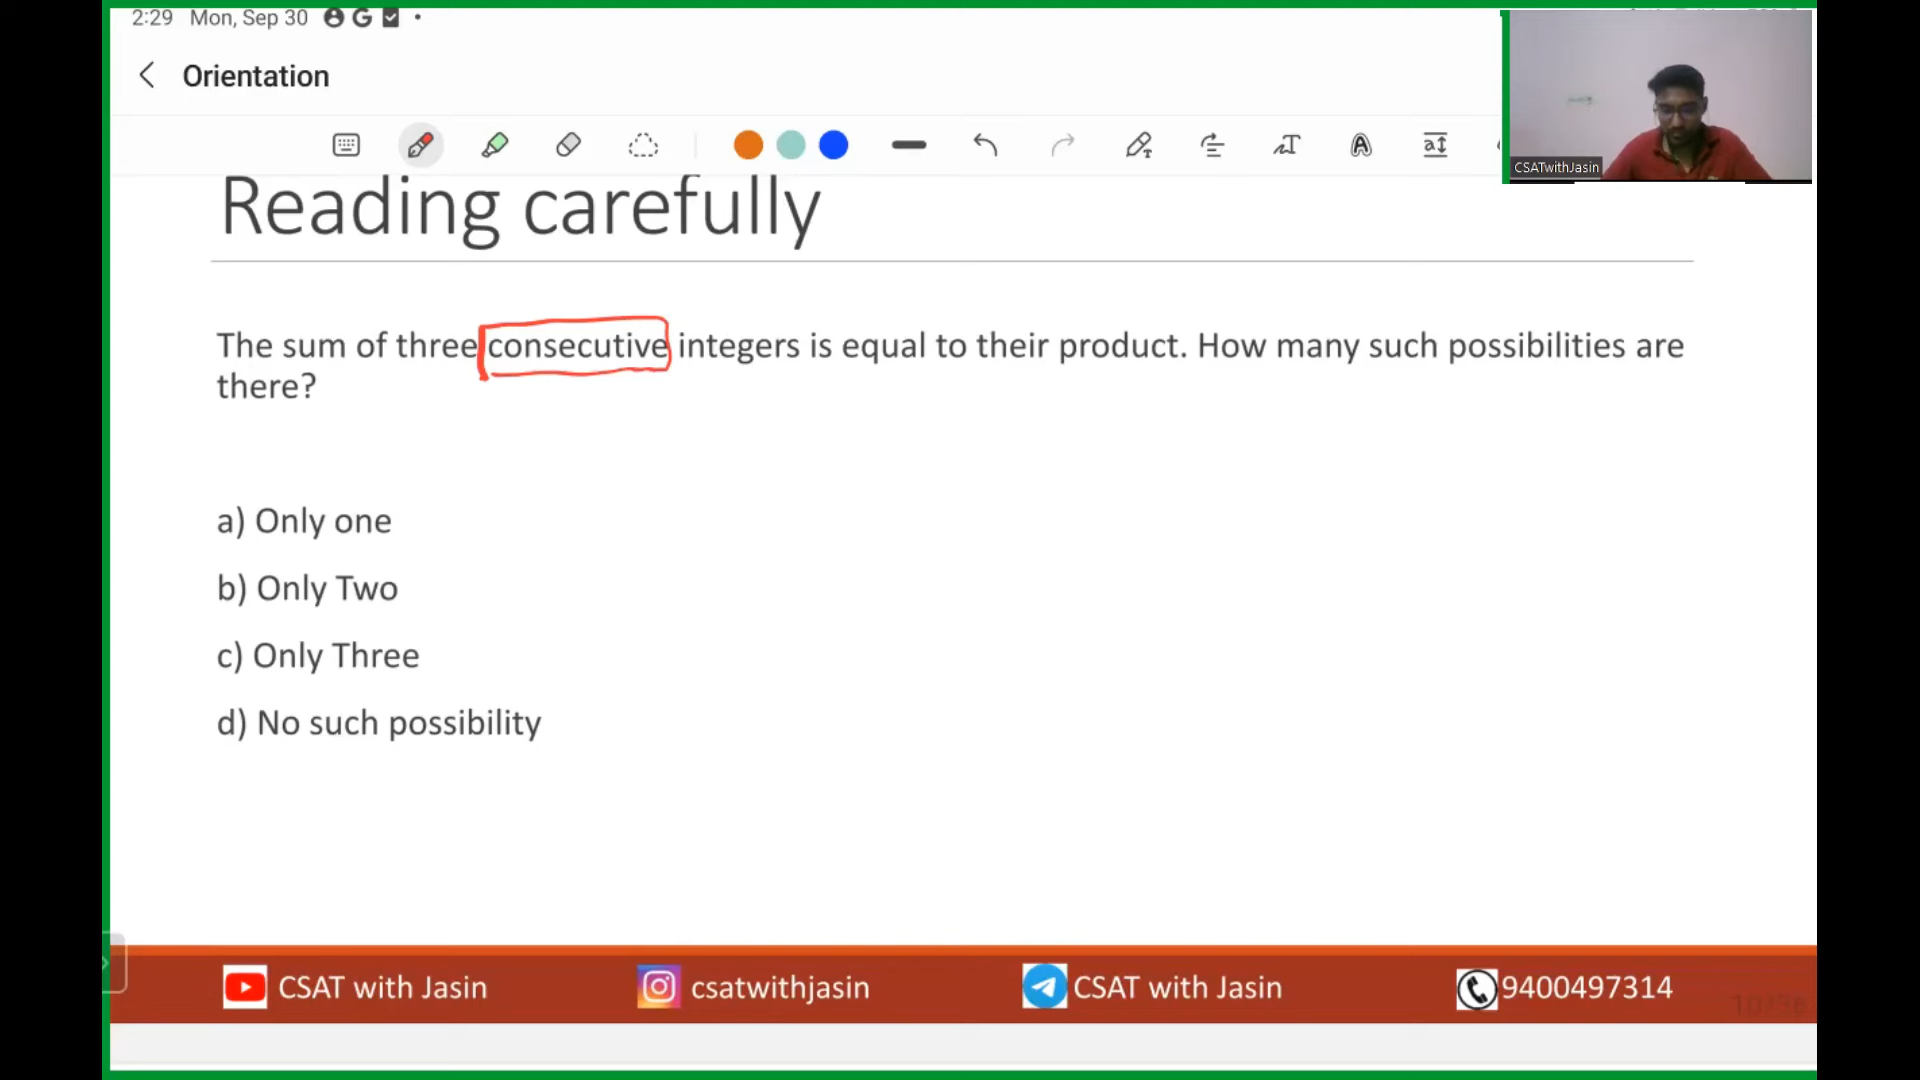 2:29 Mon, Sep 30
Orientation
CSATwithJasin
Reading carefully
The sum of three consecutive integers is equal to their product. How many such possibilities are
there?
a) Only one
b) Only Two
c) Only Three
d) No such possibility
CSAT with Jasin csatwithjasin CSAT with Jasin 9400497314